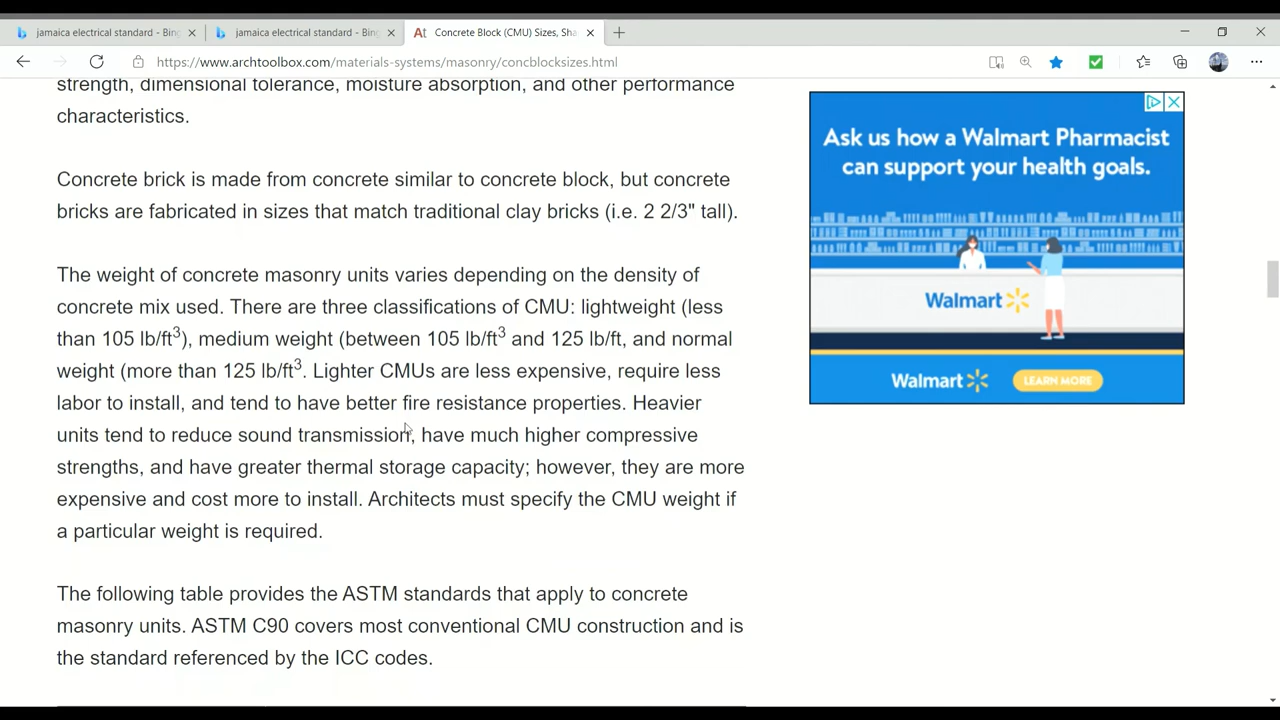 jamaica electrical standard - Bing
jamaica electrical standard - Bing
Concrete Block (CMU) Sizes, Sha
https://www.archtoolbox.com/materials-systems/masonry/concblocksizes.html
strength, dimensional tolerance, moisture absorption, and other performance
characteristics.
Concrete brick is made from concrete similar to concrete block, but concrete
bricks are fabricated in sizes that match traditional clay bricks (i.e. 2 2/3" tall).
The weight of concrete masonry units varies depending on the density of
concrete mix used. There are three classifications of CMU: lightweight (less
than 105 lb/ft³), medium weight (between 105 lb/ft³ and 125 lb/ft, and normal
weight (more than 125 lb/ft³. Lighter CMUs are less expensive, require less
labor to install, and tend to have better fire resistance properties. Heavier
units tend to reduce sound transmission, have much higher compressive
strengths, and have greater thermal storage capacity; however, they are more
expensive and cost more to install. Architects must specify the CMU weight if
a particular weight is required.
The following table provides the ASTM standards that apply to concrete
masonry units. ASTM C90 covers most conventional CMU construction and is
the standard referenced by the ICC codes.
Ask us how a Walmart Pharmacist
can support your health goals.
Walmart
Walmart
LEARN MORE